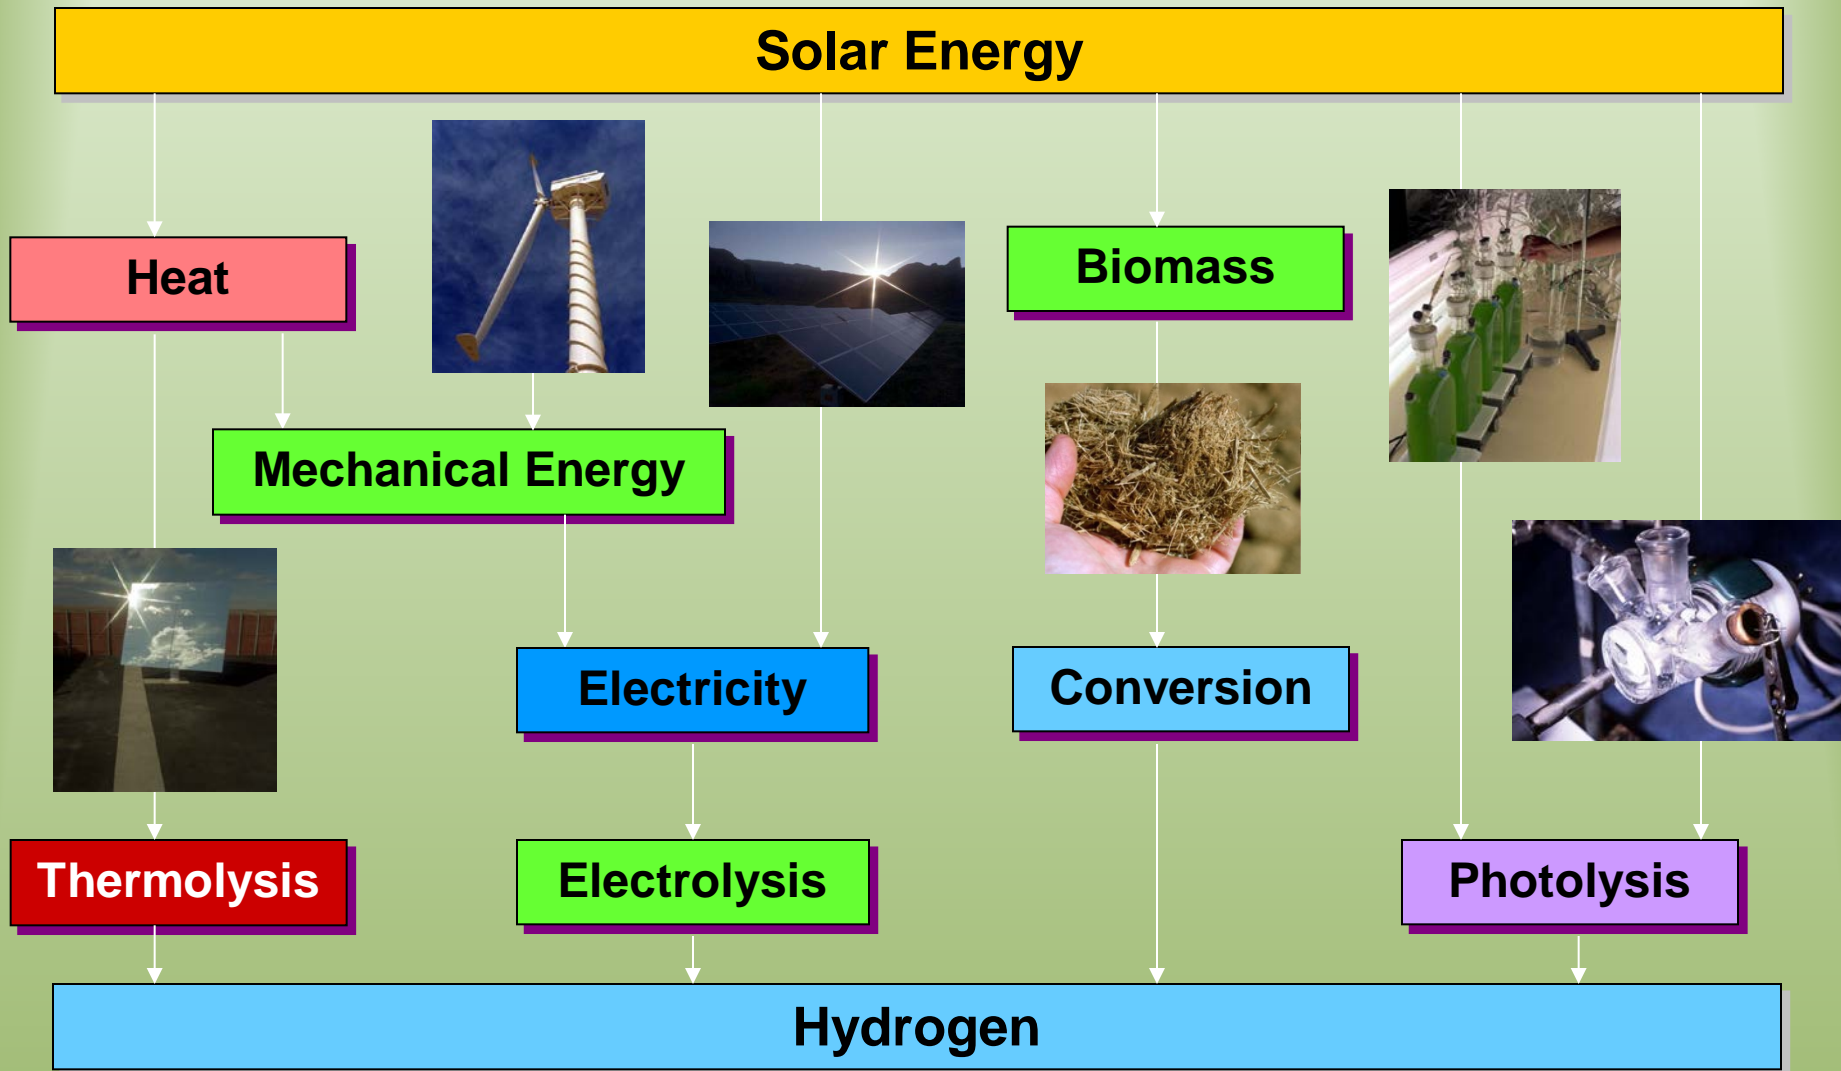 Solar Energy
Heat
Biomass
Mechanical Energy
Electricity
Conversion
Thermolysis
Electrolysis
Photolysis
Hydrogen